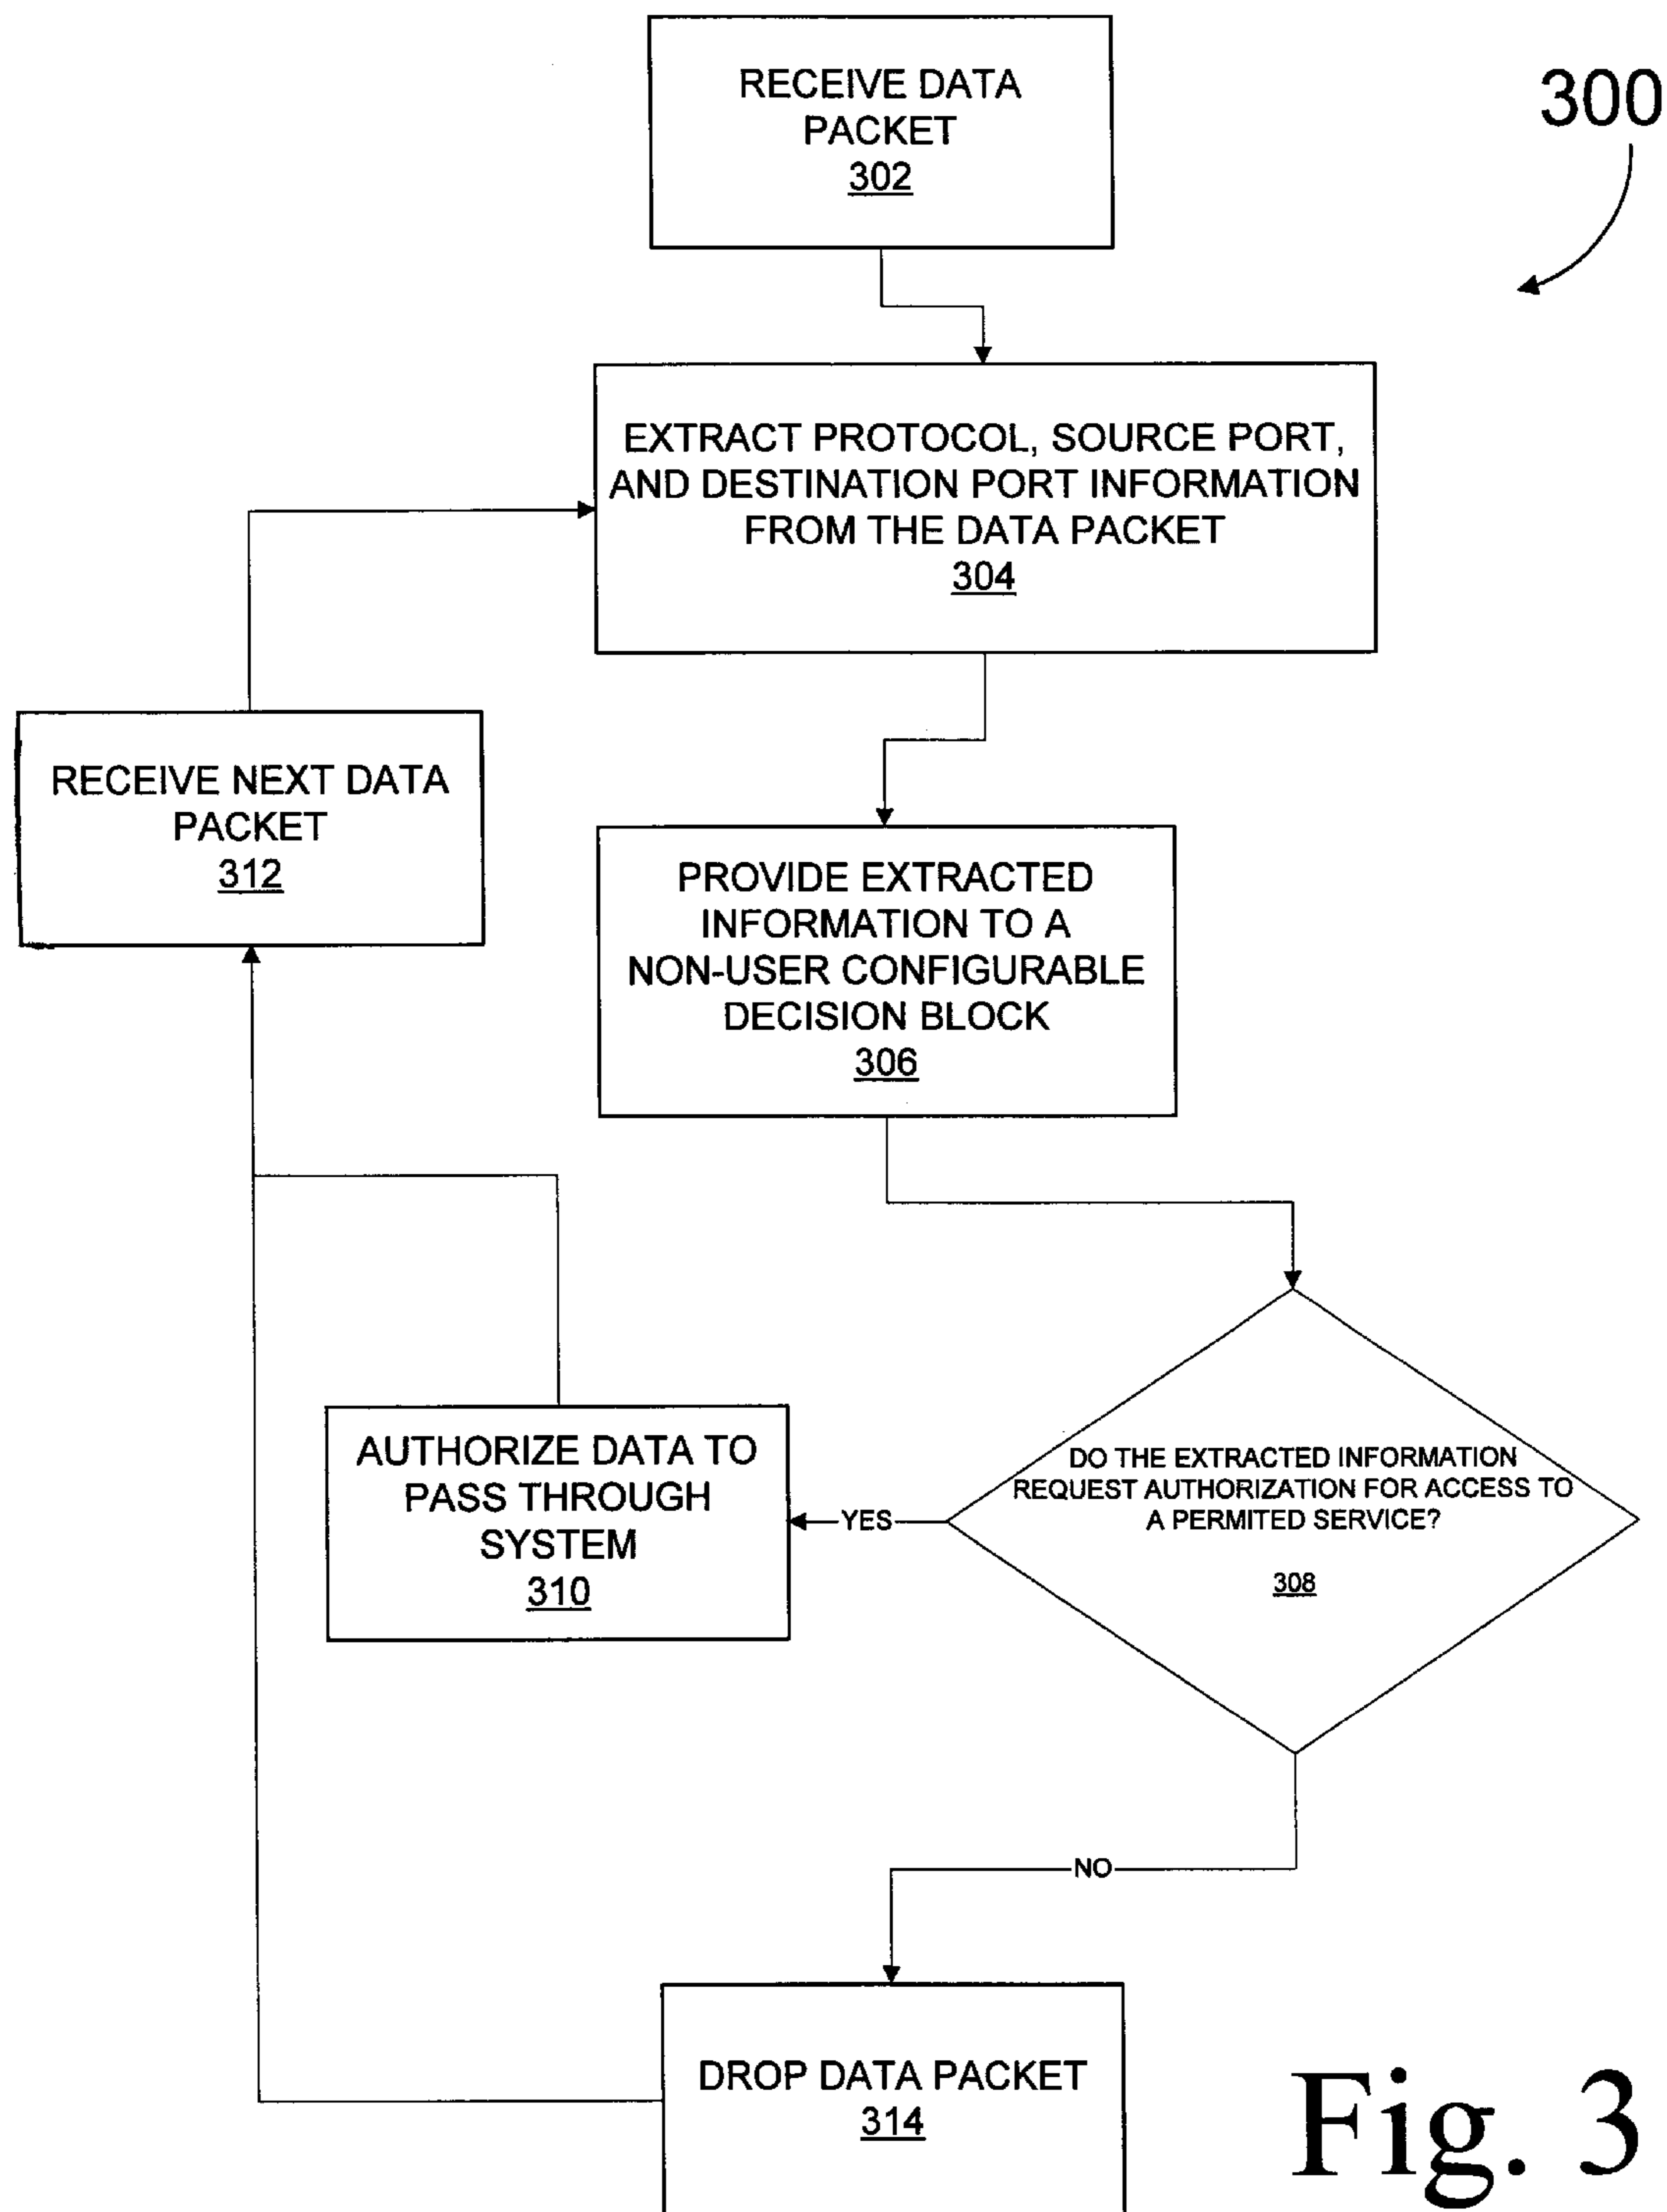 RECEIVE DATA
PACKET
302
300
EXTRACT PROTOCOL, SOURCE PORT,
AND DESTINATION PORT INFORMATION
FROM THE DATA PACKET
304
RECEIVE NEXT DATA
PACKET
312
PROVIDE EXTRACTED
INFORMATION TO A
NON-USER CONFIGURABLE
DECISION BLOCK
306
DO THE EXTRACTED INFORMATION
REQUEST AUTHORIZATION FOR ACCESS TO
A PERMITED SERVICE?
308
YES
AUTHORIZE DATA TO
PASS THROUGH
SYSTEM
310
NO
DROP DATA PACKET
314
Fig. 3